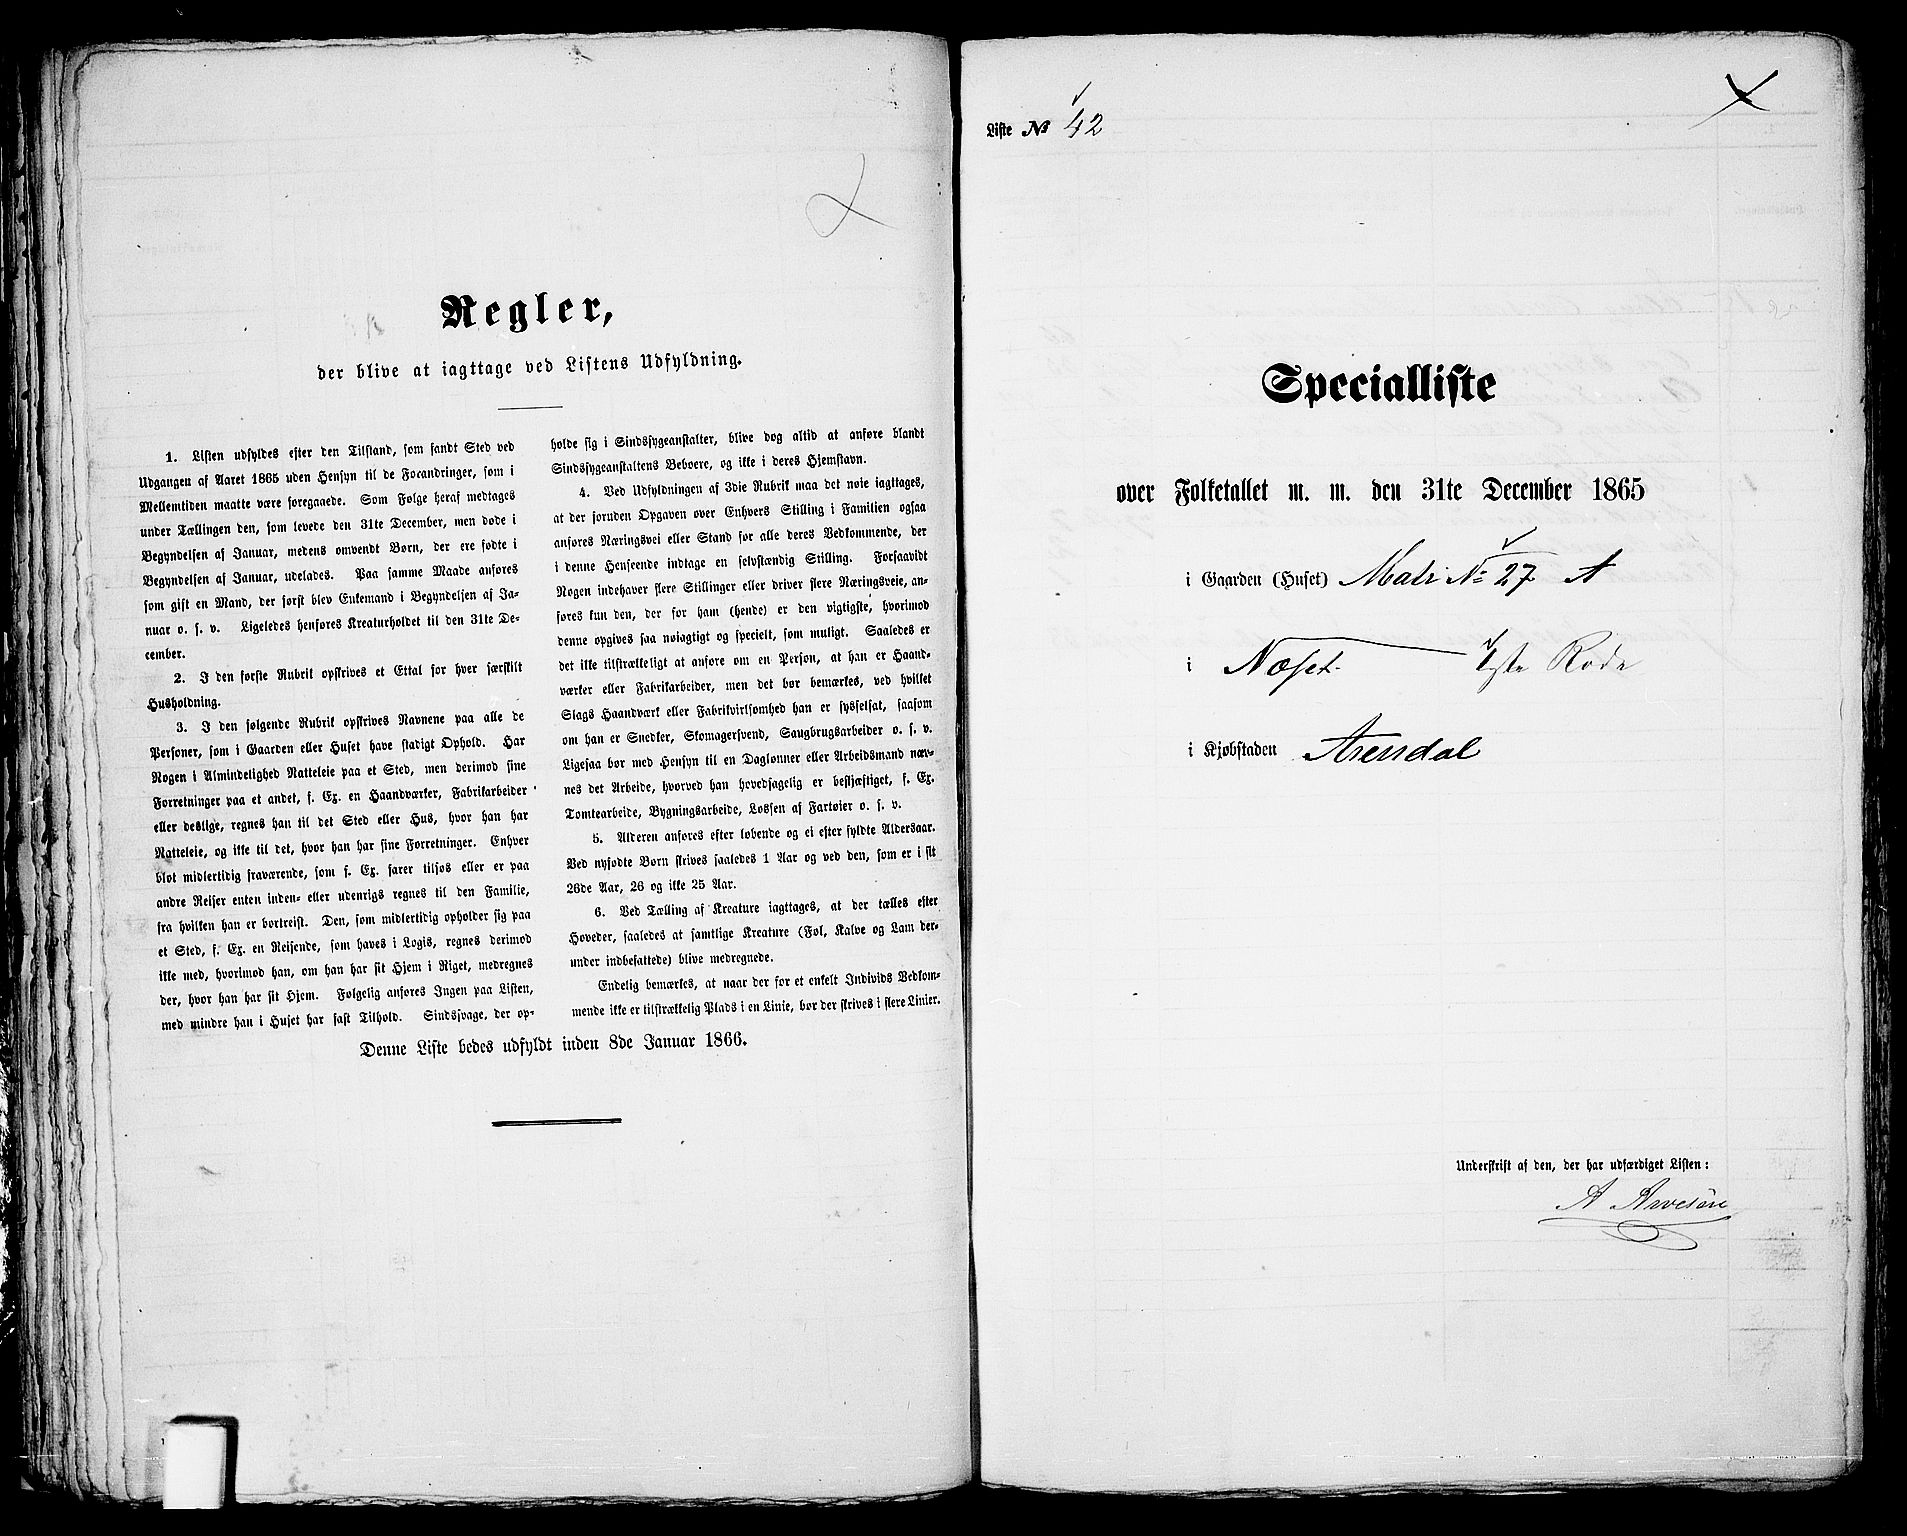 Regler,
der blive at iagttage ved Listens Udfyldning.
1. Listen udfyldes efter den Tilstand, som fandt Sted ved
Udgangen af Aaret 1865 uden Hensyn til de Forandringer, som i
Mellemtiden maatte være foregaaede. Som Følge heraf medtages
under Tællingen den, som levede den 31te December, men døde i
Begyndelsen af Januar, medens omvendt Børn, der ere fødte i
Begyndelsen af Januar, udelades. Paa samme Maade anføres
som gift en Mand, der først blev Enkemand i Begyndelsen af Ja-
nuar o. s. v. Ligeledes henføres Kreaturholdet til den 31te De-
cember.
2. I den første Rubrik opskrives et Ettal for hver særskilt
Husholdning.
3. I den følgende Rubrik opskrives Navnene paa alle de
Personer, som i Gaarden eller Huset have stadigt Ophold. Har
Nogen i Almindelighed Natteleie paa et Sted, men derimod sine
Forretninger paa et andet, f. Ex. en Haandværker, Fabrikarbeider
eller deslige, regnes han til det Sted eller Hus, hvor han har
Natteleie, og ikke til det, hvor han har sine Forretninger. Enhver
blot midlertidig fraværende, som f. Ex. farer tilsøs eller er paa
andre Reiser enten inden- eller udenrigs regnes til den Familie,
fra hvilken han er bortreist. Den, som midlertidig opholder sig paa
et Sted, f. Ex. en Reisende, som haves i Logis, regnes derimod
ikke med, hvorimod han, om han har sit Hjem i Riget, medregnes
der, hvor han har sit Hjem. Følgelig anføres Ingen paa Listen,
med mindre han i Huset har fast Tilhold. Sindssvage, der op-
holde sig i Sindssygeanstalter, blive dog altid at anføre blandt
Sindssygeanstaltens Beboere, og ikke i deres Hjemstavn.
4. Ved Udfyldningen af 3die Rubrik maa det nøie iagttages,
at der foruden Opgaven over Enhvers Stilling i Familien ogsaa
anføres Næringsvei eller Stand for alle deres Vedkommende, der
i denne Henseende indtage en selvstændig Stilling. Forsaavidt
Nogen indehaver flere Stillinger eller driver flere Næringsveie, an-
føres kun den, der for ham (hende) er den vigtigste, hvorimod
denne opgives saa nøiagtigt og specielt, som muligt. Saaledes er
det ikke tilstrækkeligt at anføre om en Person, at han er Haand-
værker eller Fabrikarbeider, men det bør bemærkes, ved hvilket
Slags Haandværk eller Fabrikvirksomhed han er sysselsat, saasom
om han er Snedker, Skomagersvend, Saugbrugsarbeider o. s. v.
Ligesaa bør med Hensyn til en Dagløn̄ner eller Arbeidsmand næv-
nes det Arbeide, hvorved han hovedsagelig er beskjæftiget, f. Ex.
Tomtearbeide, Bygningsarbeide, Lossen af Fartøier o. s. v.
5. Alderen anføres efter løbende og ei efter fyldte Aldersaar.
Ved nyfødte Børn skrives saaledes 1 Aar og ved den, som er i sit
26de Aar, 26 og ikke 25 Aar.
6. Ved Tælling af Kreature iagttages, at der tælles efter
Hoveder, saaledes at samtlige Kreature (Føl, Kalve og Lam der-
under indbefattede) blive medregnede.
Endelig bemærkes, at naar der for et enkelt Individs Vedkom-
mende ikke er tilstrækkelig Plads i en Linie, bør der skrives i flere Linier.
Denne Liste bedes udfyldt inden 8de Januar 1866.
Liste No 42
Specialliste
over Folketallet m. m. den 31te December 1865
i Gaarden (Huset) Matr No 27 A
i Næset 1ste Rode
i Kjøbstaden Arendal
Underskrift af den, der har udfærdiget Listen:
A Arvesøn